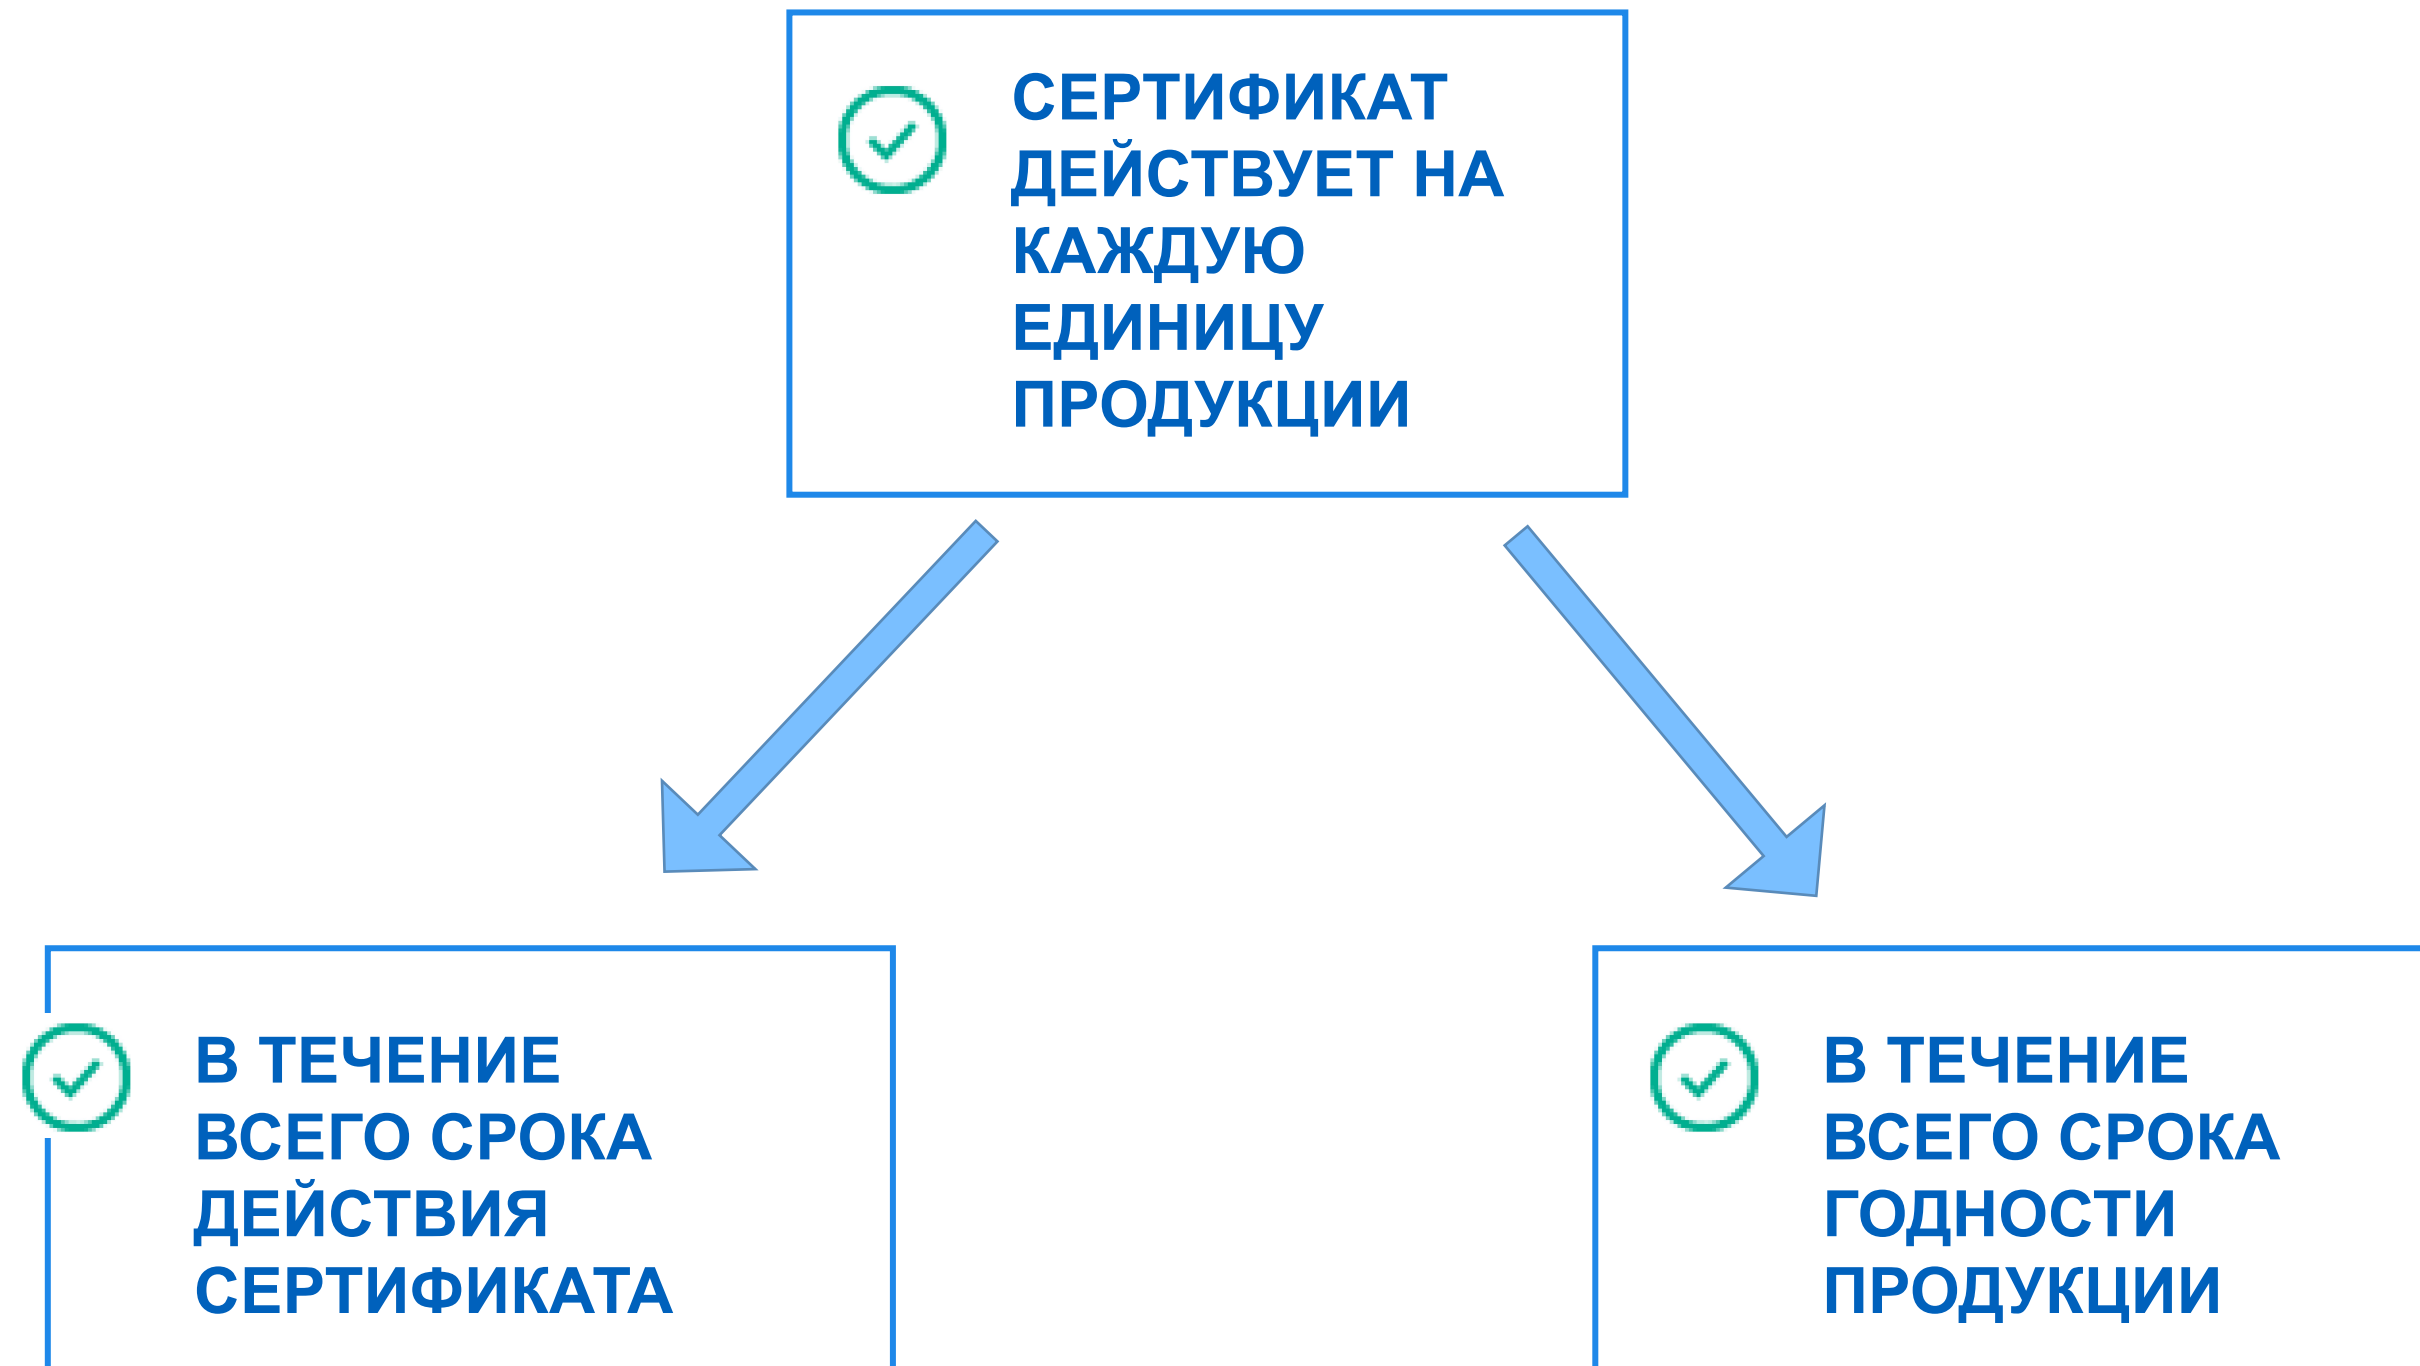 СЕРТИФИКАТ
ДЕЙСТВУЕТ НА
КАЖДУЮ
ЕДИНИЦУ
ПРОДУКЦИИ
В ТЕЧЕНИЕ
ВСЕГО СРОКА
ДЕЙСТВИЯ
СЕРТИФИКАТА
В ТЕЧЕНИЕ
ВСЕГО СРОКА
ГОДНОСТИ
ПРОДУКЦИИ